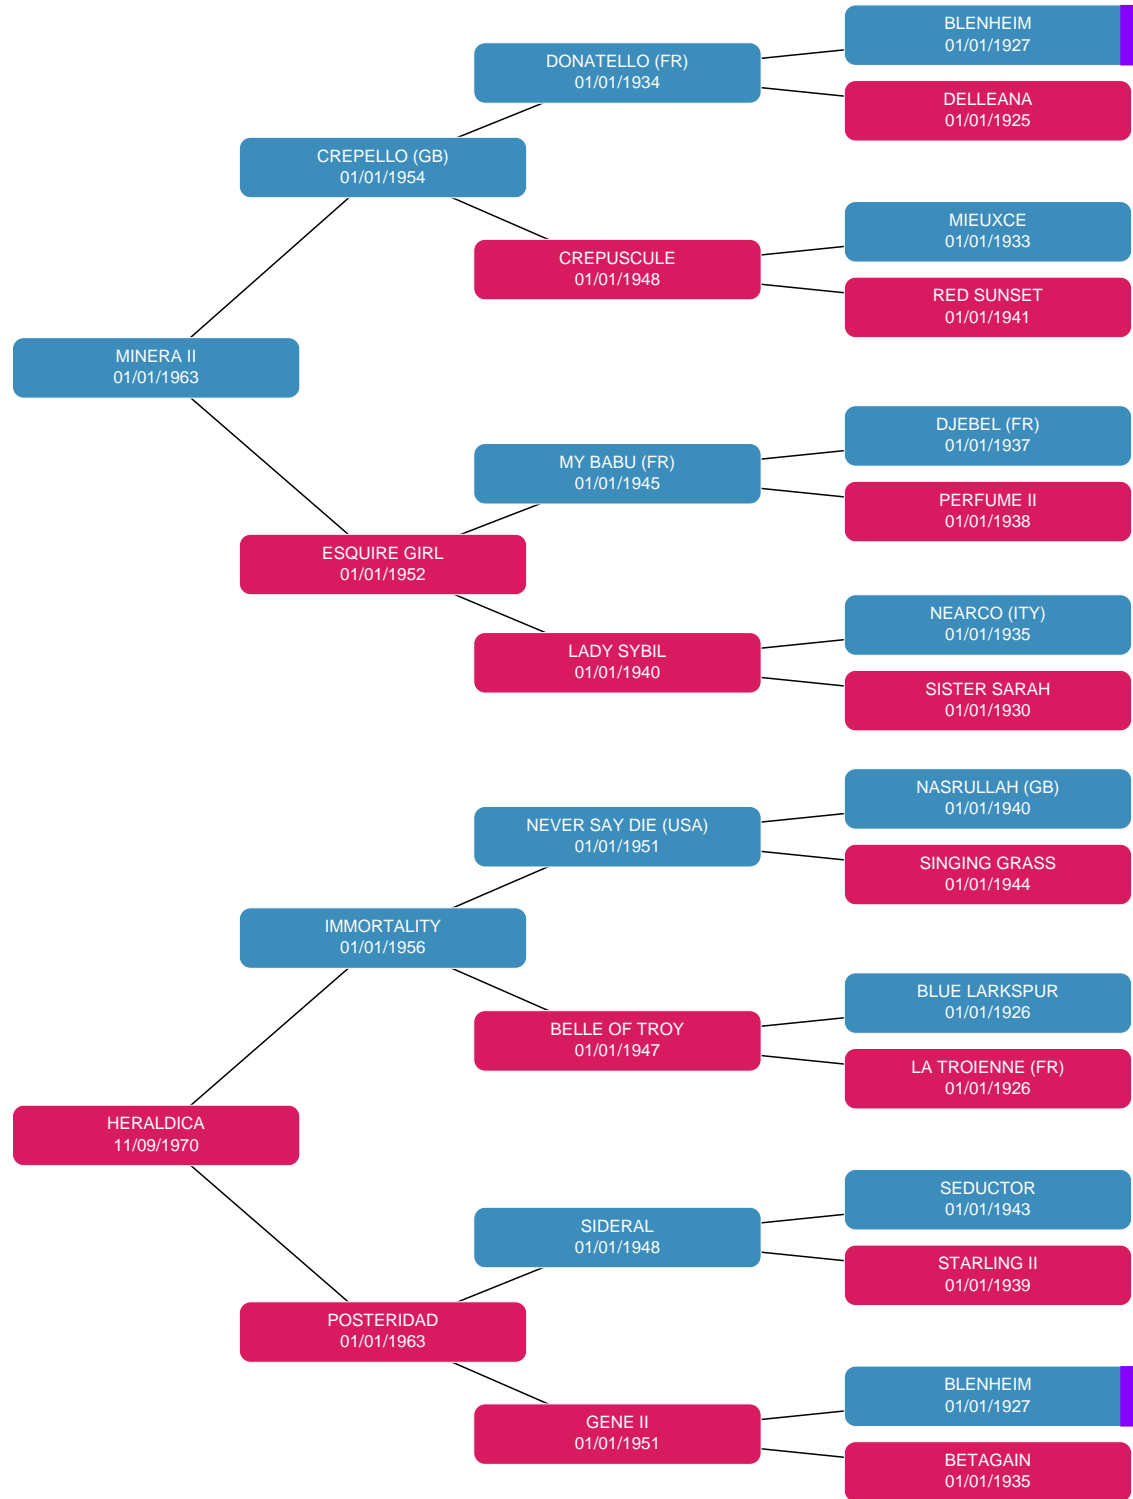 BLENHEIM
01/01/1927
DONATELLO (FR)
01/01/1934
DELLEANA
01/01/1925
CREPELLO (GB)
01/01/1954
MIEUXCE
01/01/1933
CREPUSCULE
01/01/1948
RED SUNSET
01/01/1941
MINERA II
01/01/1963
DJEBEL (FR)
01/01/1937
MY BABU (FR)
01/01/1945
PERFUME II
01/01/1938
ESQUIRE GIRL
01/01/1952
NEARCO (ITY)
01/01/1935
LADY SYBIL
01/01/1940
SISTER SARAH
01/01/1930
NASRULLAH (GB)
01/01/1940
NEVER SAY DIE (USA)
01/01/1951
SINGING GRASS
01/01/1944
IMMORTALITY
01/01/1956
BLUE LARKSPUR
01/01/1926
BELLE OF TROY
01/01/1947
LA TROIENNE (FR)
01/01/1926
HERALDICA
11/09/1970
SEDUCTOR
01/01/1943
SIDERAL
01/01/1948
STARLING II
01/01/1939
POSTERIDAD
01/01/1963
BLENHEIM
01/01/1927
GENE II
01/01/1951
BETAGAIN
01/01/1935